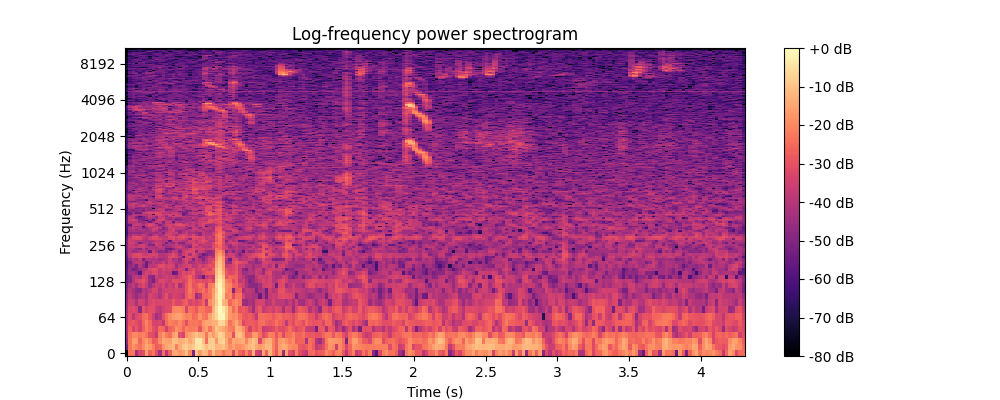 Log-frequency power spectrogram
8192
4096
2048
1024
512
256
128
64
0
Frequency (Hz)
0 0.5 1 1.5 2 2.5 3 3.5 4
Time (s)
+0 dB
-10 dB
-20 dB
-30 dB
-40 dB
-50 dB
-60 dB
-70 dB
-80 dB